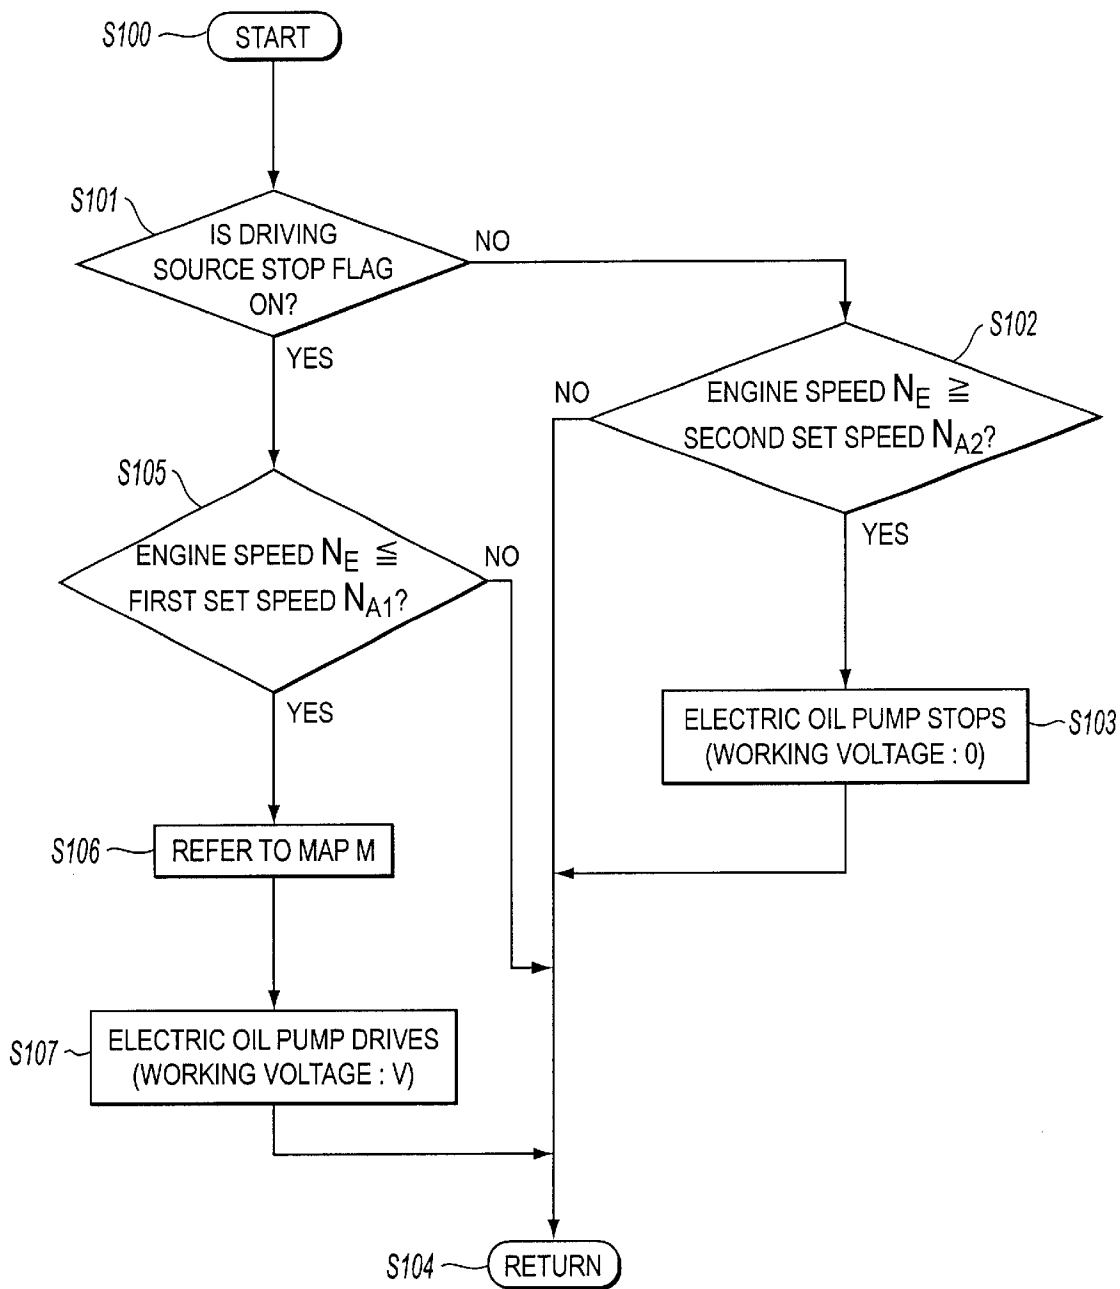 S100
START
S101
IS DRIVING
SOURCE STOP FLAG
ON?
NO
YES
S102
ENGINE SPEED NE ≧
SECOND SET SPEED NA2?
NO
YES
S105
ENGINE SPEED NE ≦
FIRST SET SPEED NA1?
NO
YES
ELECTRIC OIL PUMP STOPS
(WORKING VOLTAGE : 0)
S103
S106
REFER TO MAP M
S107
ELECTRIC OIL PUMP DRIVES
(WORKING VOLTAGE : V)
S104
RETURN